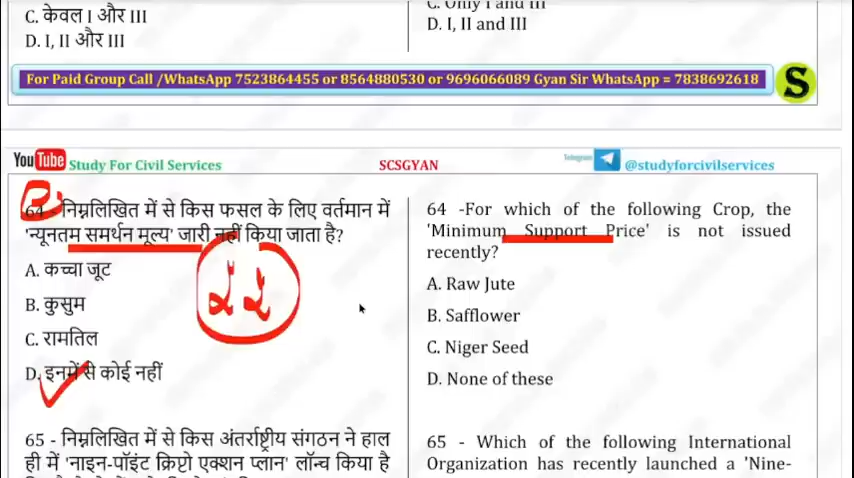 C. केवल I और III
D. I, II और III
C. Only I and III
D. I, II and III
For Paid Group Call /WhatsApp 7523864455 or 8564880530 or 9696066089 Gyan Sir WhatsApp = 7838692618
S
YouTube Study For Civil Services
SCSGYAN
Telegram @studyforcivilservices
64 - निम्नलिखित में से किस फसल के लिए वर्तमान में
'न्यूनतम समर्थन मूल्य' जारी नहीं किया जाता है?
A. कच्चा जूट
B. कुसुम
C. रामतिल
D. इनमें से कोई नहीं
22
64 -For which of the following Crop, the
'Minimum Support Price' is not issued
recently?
A. Raw Jute
B. Safflower
C. Niger Seed
D. None of these
65 - निम्नलिखित में से किस अंतर्राष्ट्रीय संगठन ने हाल
ही में 'नाइन-पॉइंट क्रिप्टो एक्शन प्लान' लॉन्च किया है
65 - Which of the following International
Organization has recently launched a 'Nine-